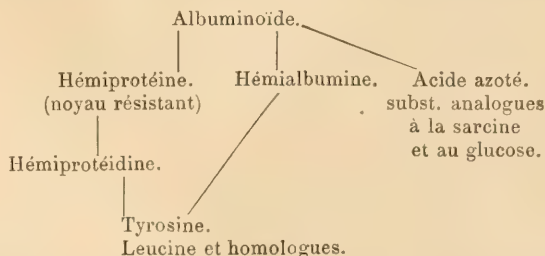 Albuminoïde.
Hémiprotéine. Hémialbumine. Acide azoté.
(noyau résistant) subst. analogues
à la sarcine
et au glucose.
Hémiprotéidine.
Tyrosine.
Leucine et homologues.